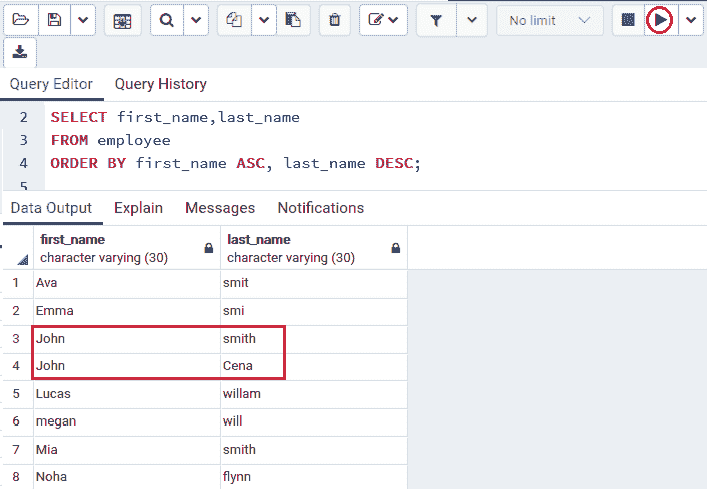 No limit
Query Editor Query History
2 SELECT first_name,last_name
3 FROM employee
4 ORDER BY first_name ASC, last_name DESC;
5
Data Output Explain Messages Notifications
first_name last_name
character varying (30) character varying (30)
1 Ava smit
2 Emma smi
3 John smith
4 John Cena
5 Lucas willam
6 megan will
7 Mia smith
8 Noha flynn